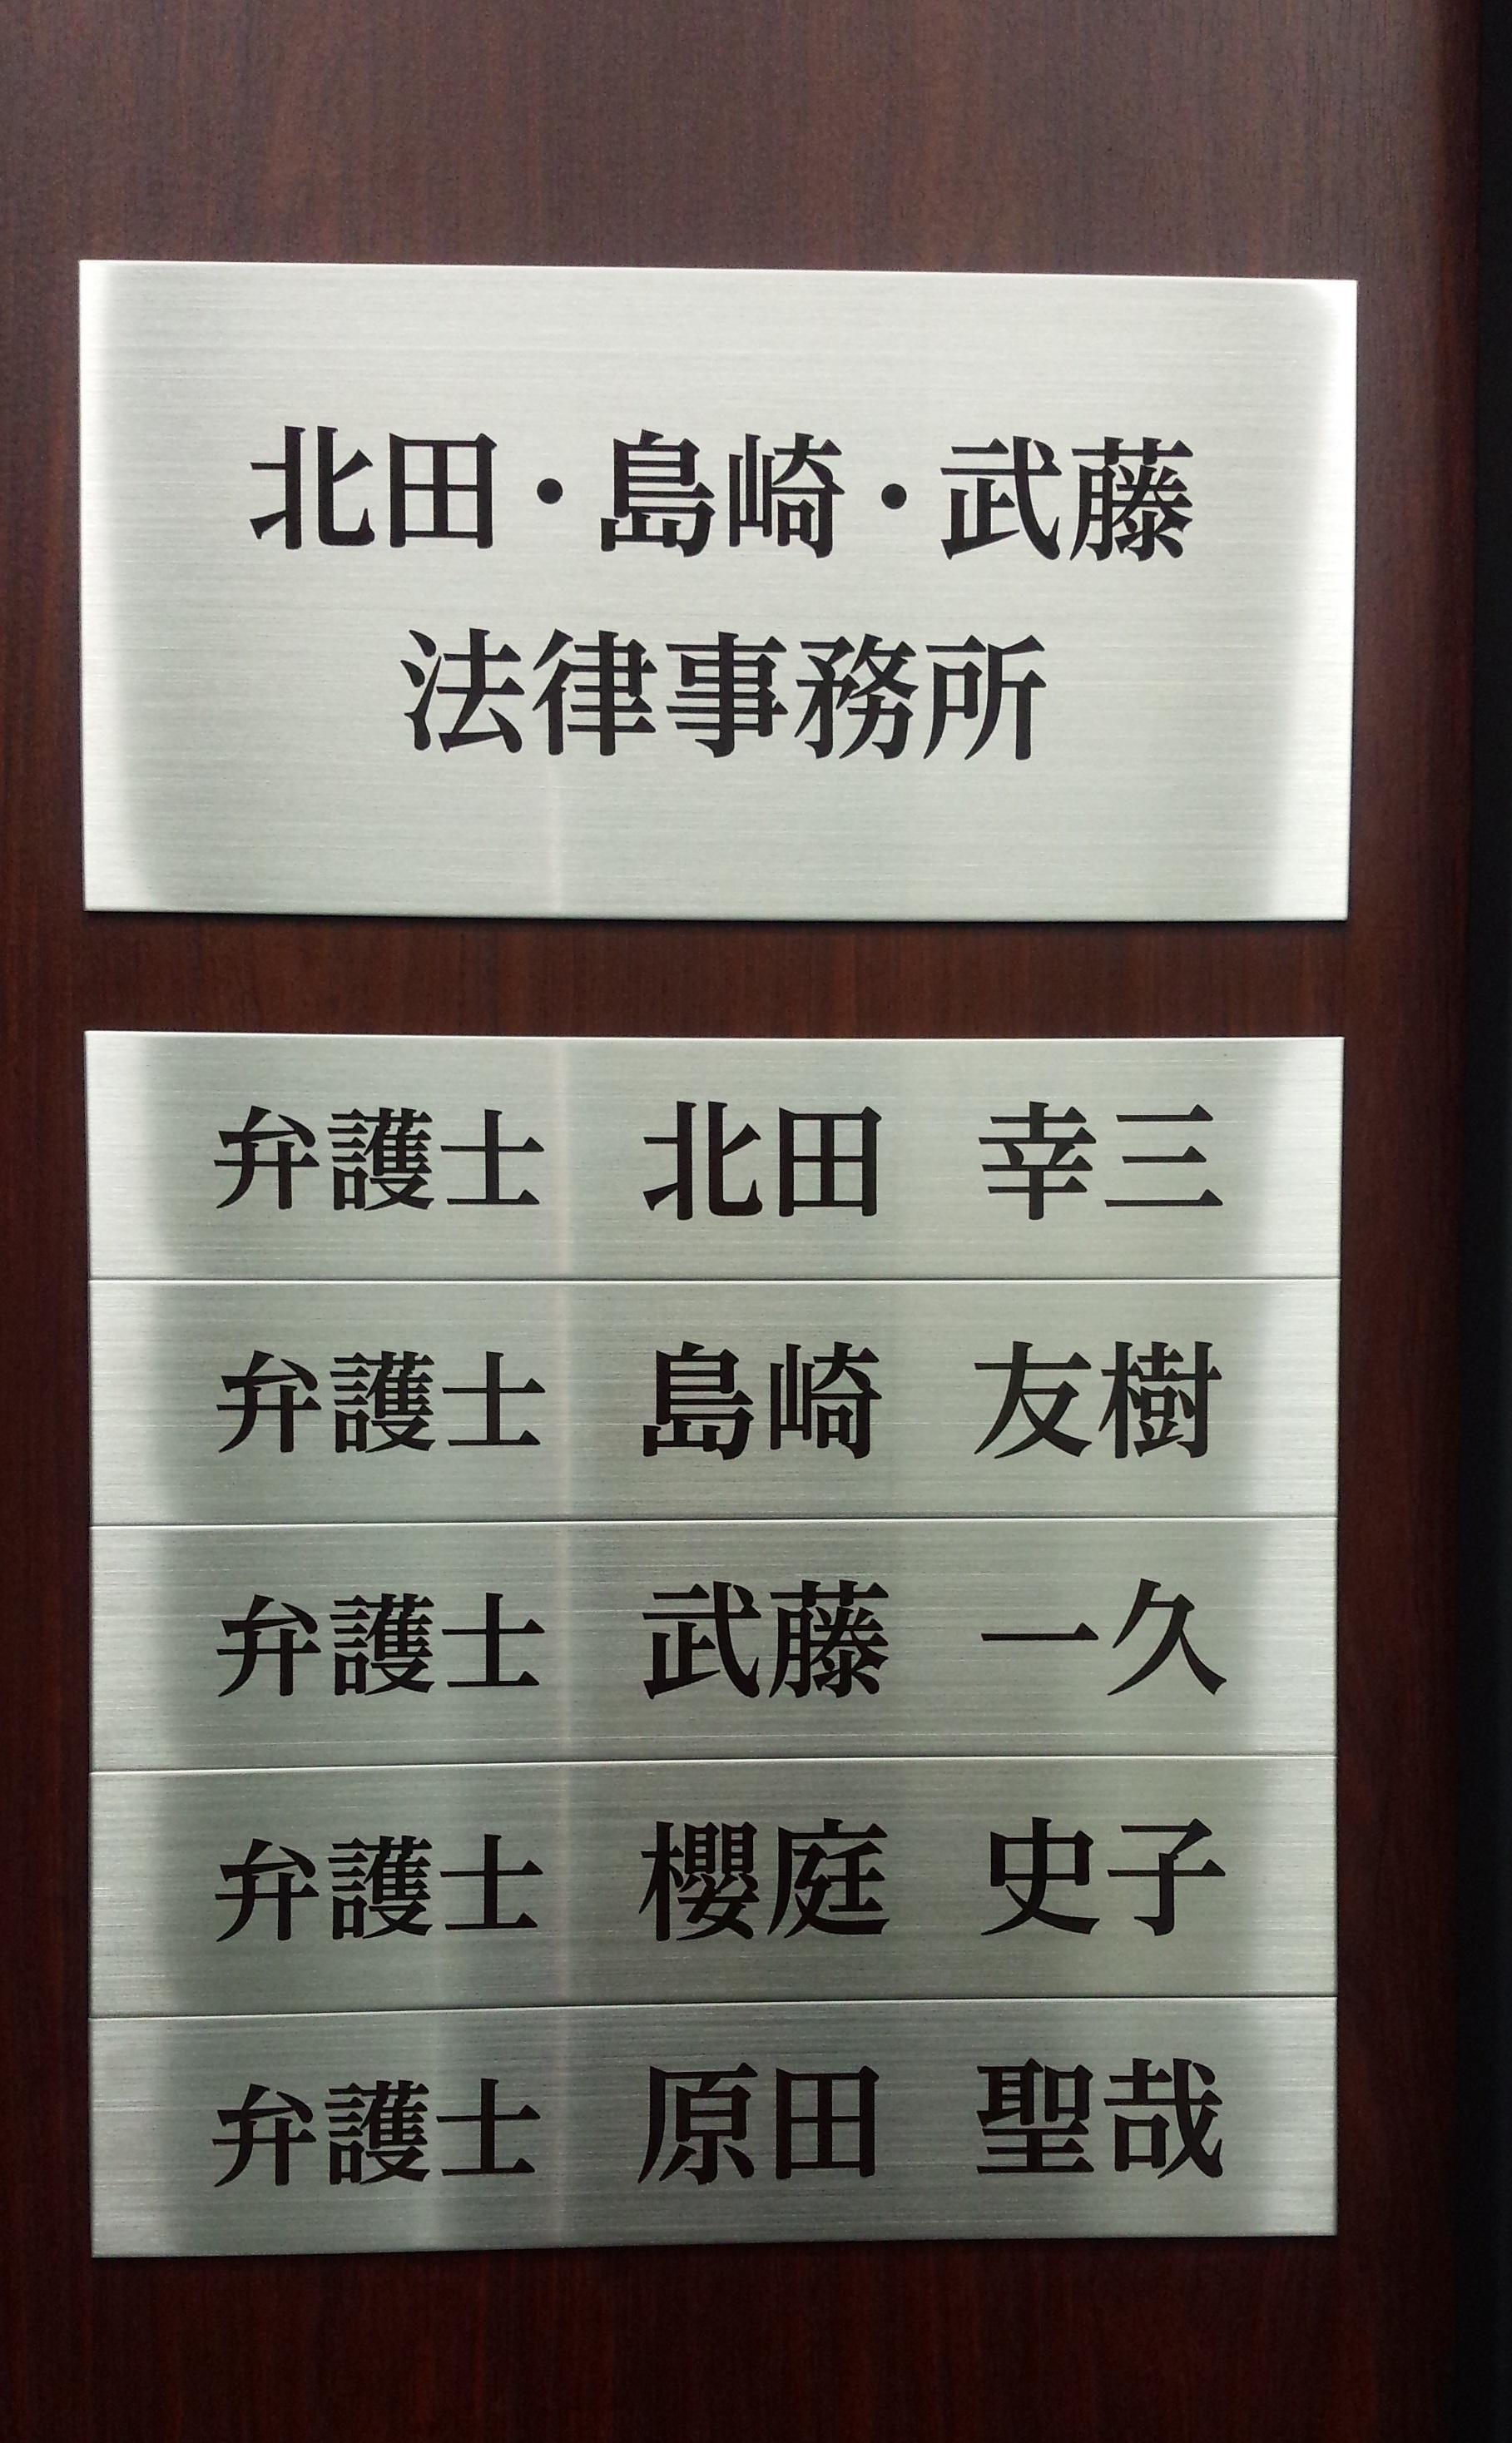 北田・島崎・武藤
法律事務所
弁護士 北田 幸三
弁護士 島崎 友樹
弁護士 武藤 一久
弁護士 櫻庭 史子
弁護士 原田 聖哉